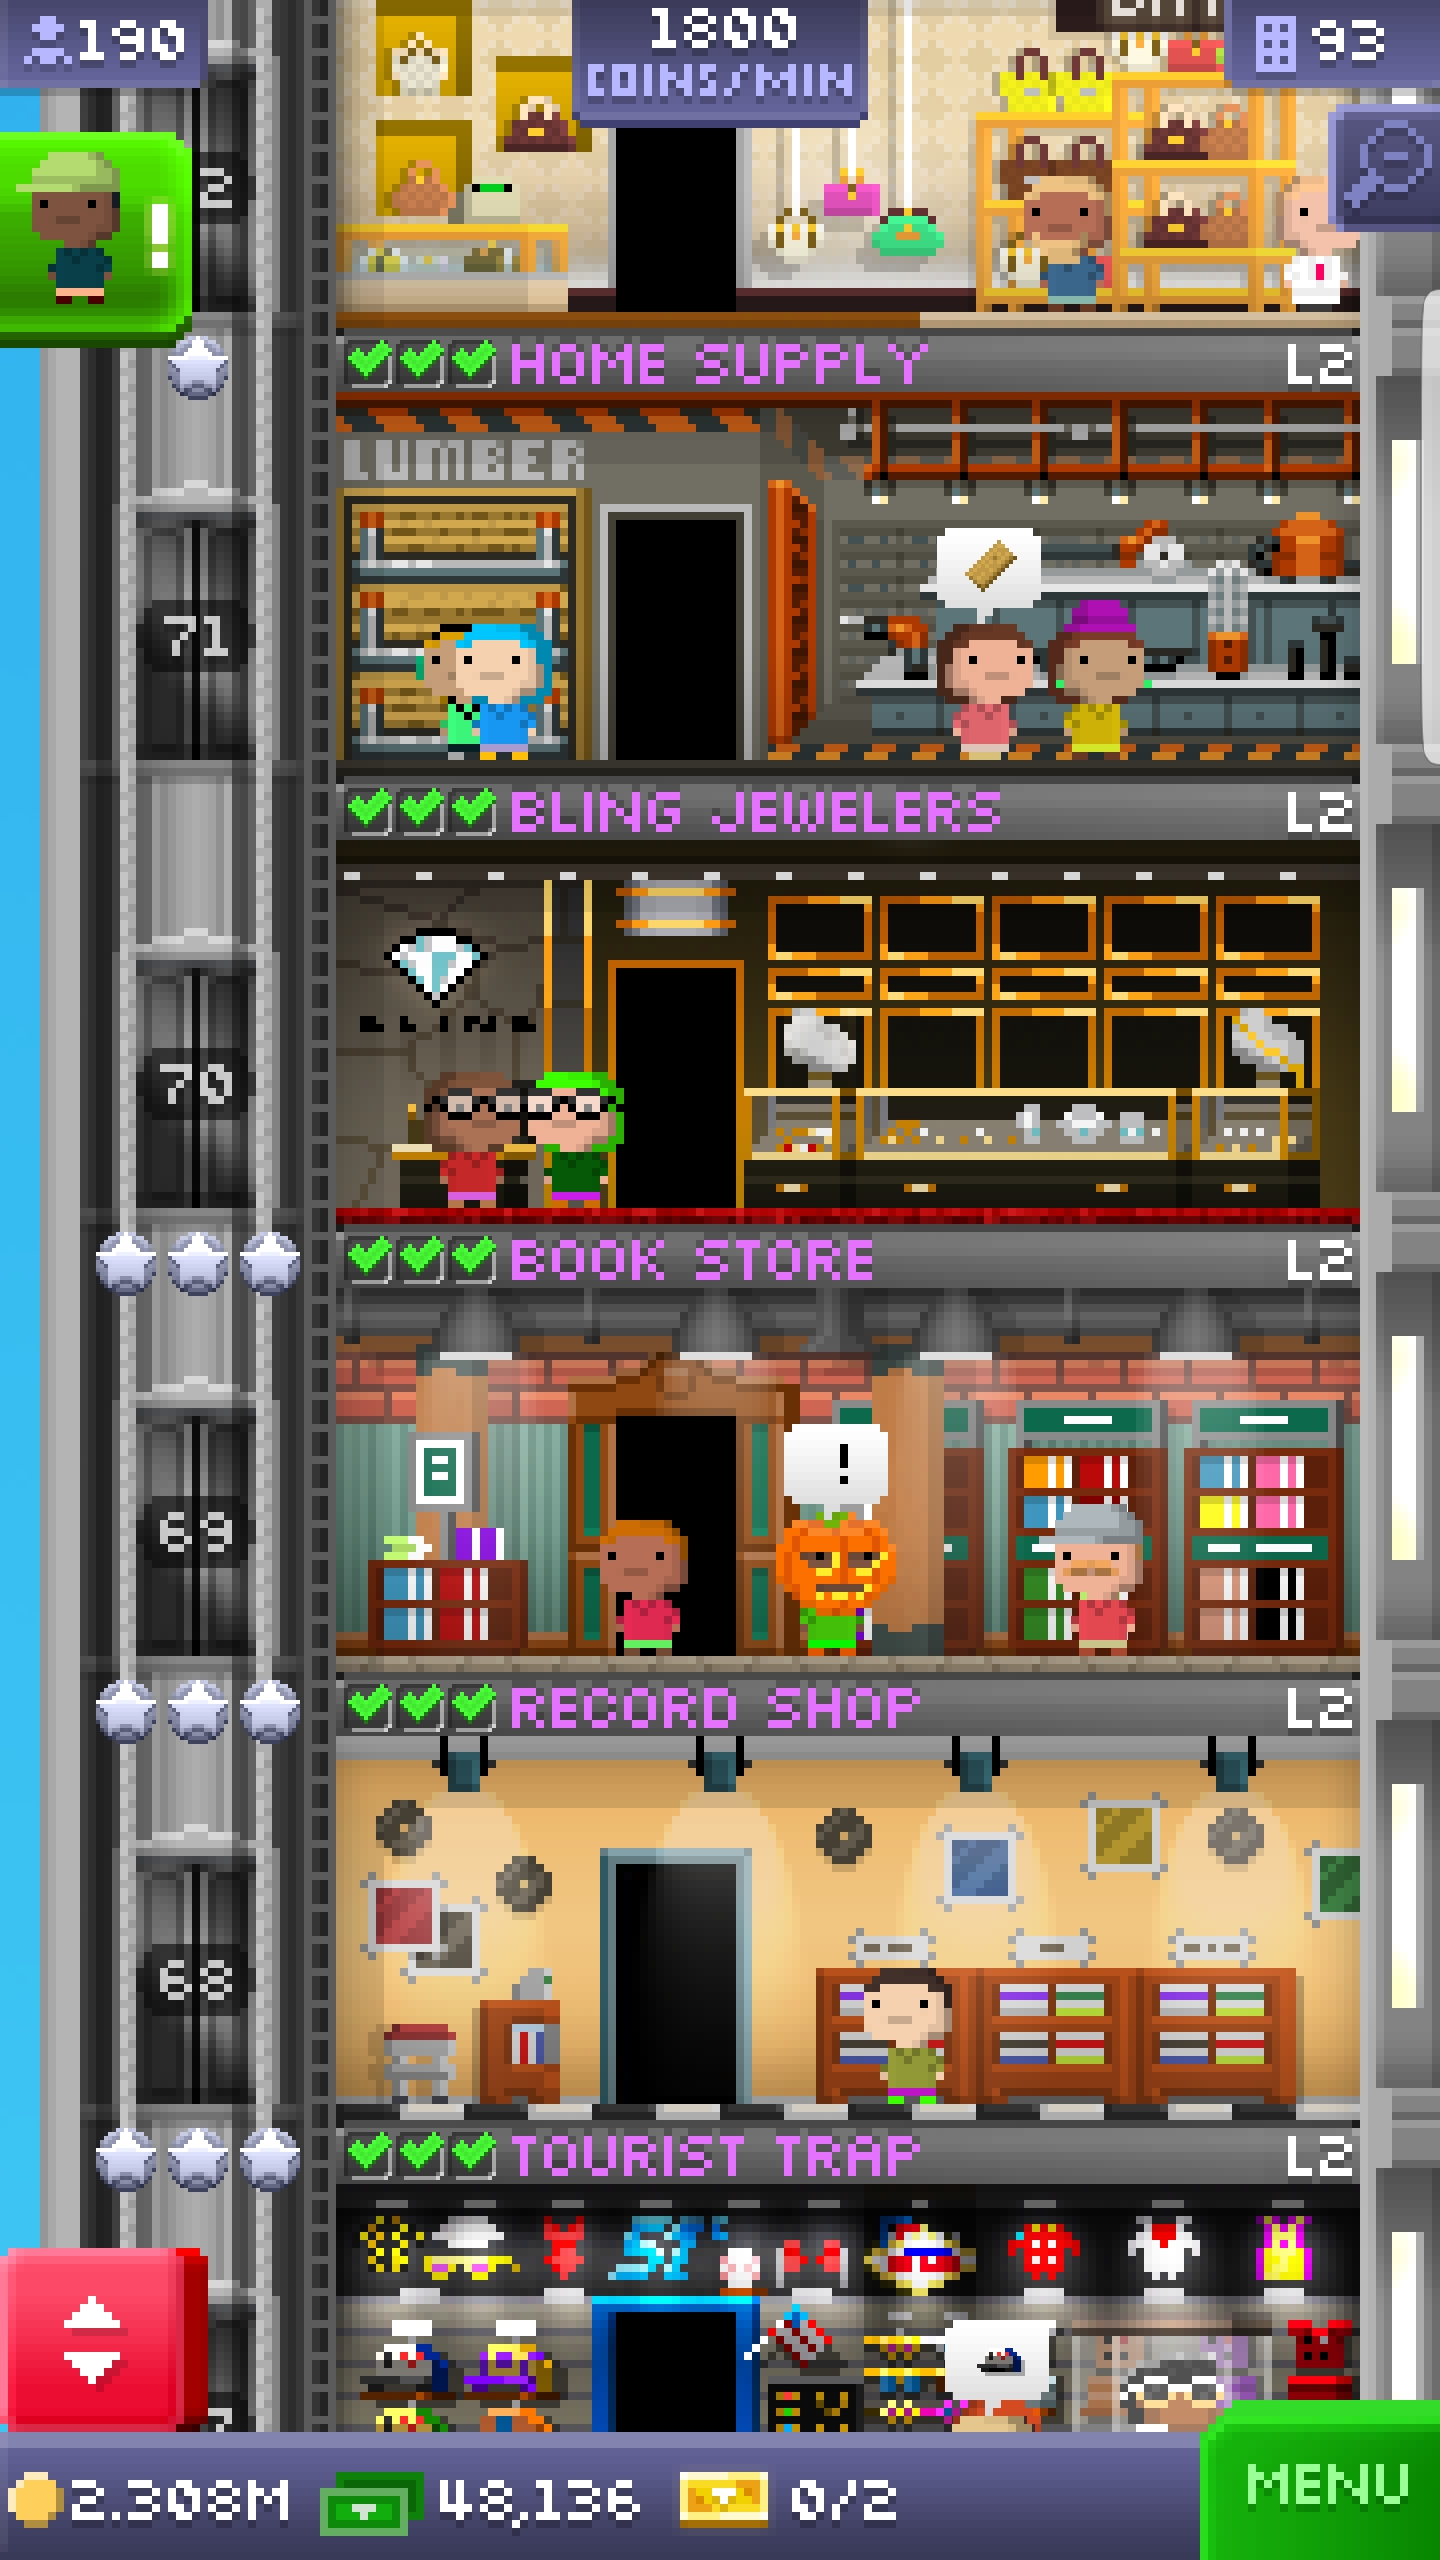 190
1800
COINS/MIN
93
2
!
HOME SUPPLY L2
LUMBER
71
BLING JEWELERS L2
BLING
70
BOOK STORE L2
!
69
RECORD SHOP L2
68
TOURIST TRAP L2
2.308M 48,136 0/2 MENU